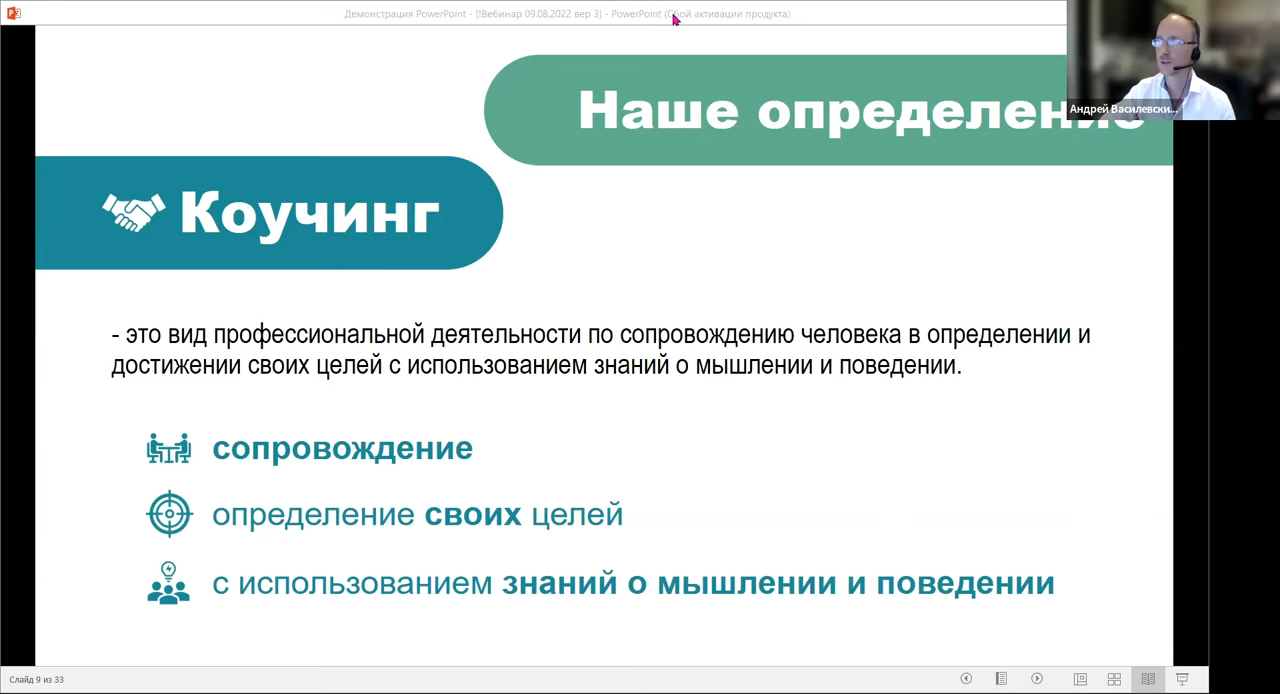 Демонстрация PowerPoint - [!Вебинар 09.08.2022 вер 3] - PowerPoint (Сбой активации продукта)
Андрей Василевски...
Наше определение
Коучинг
- это вид профессиональной деятельности по сопровождению человека в определении и
достижении своих целей с использованием знаний о мышлении и поведении.
сопровождение
определение своих целей
с использованием знаний о мышлении и поведении
Слайд 9 из 33